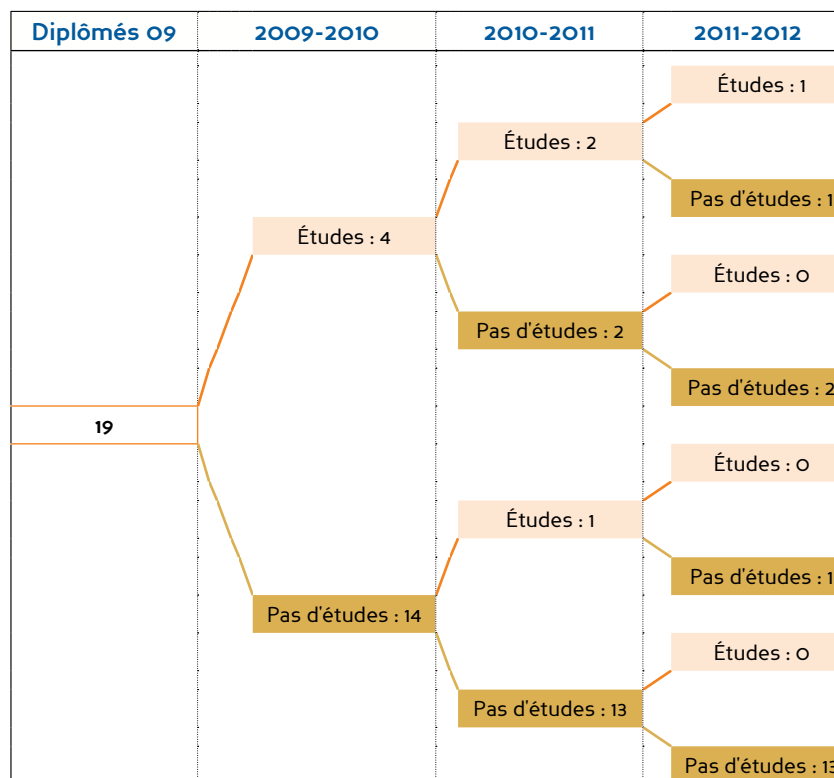 Diplômés 09 2009-2010 2010-2011 2011-2012
Études : 1
Études : 2
Pas d'études : 1
Études : 4
Études : 0
Pas d'études : 2
Pas d'études : 2
19
Études : 0
Études : 1
Pas d'études : 1
Pas d'études : 14
Études : 0
Pas d'études : 13
Pas d'études : 13